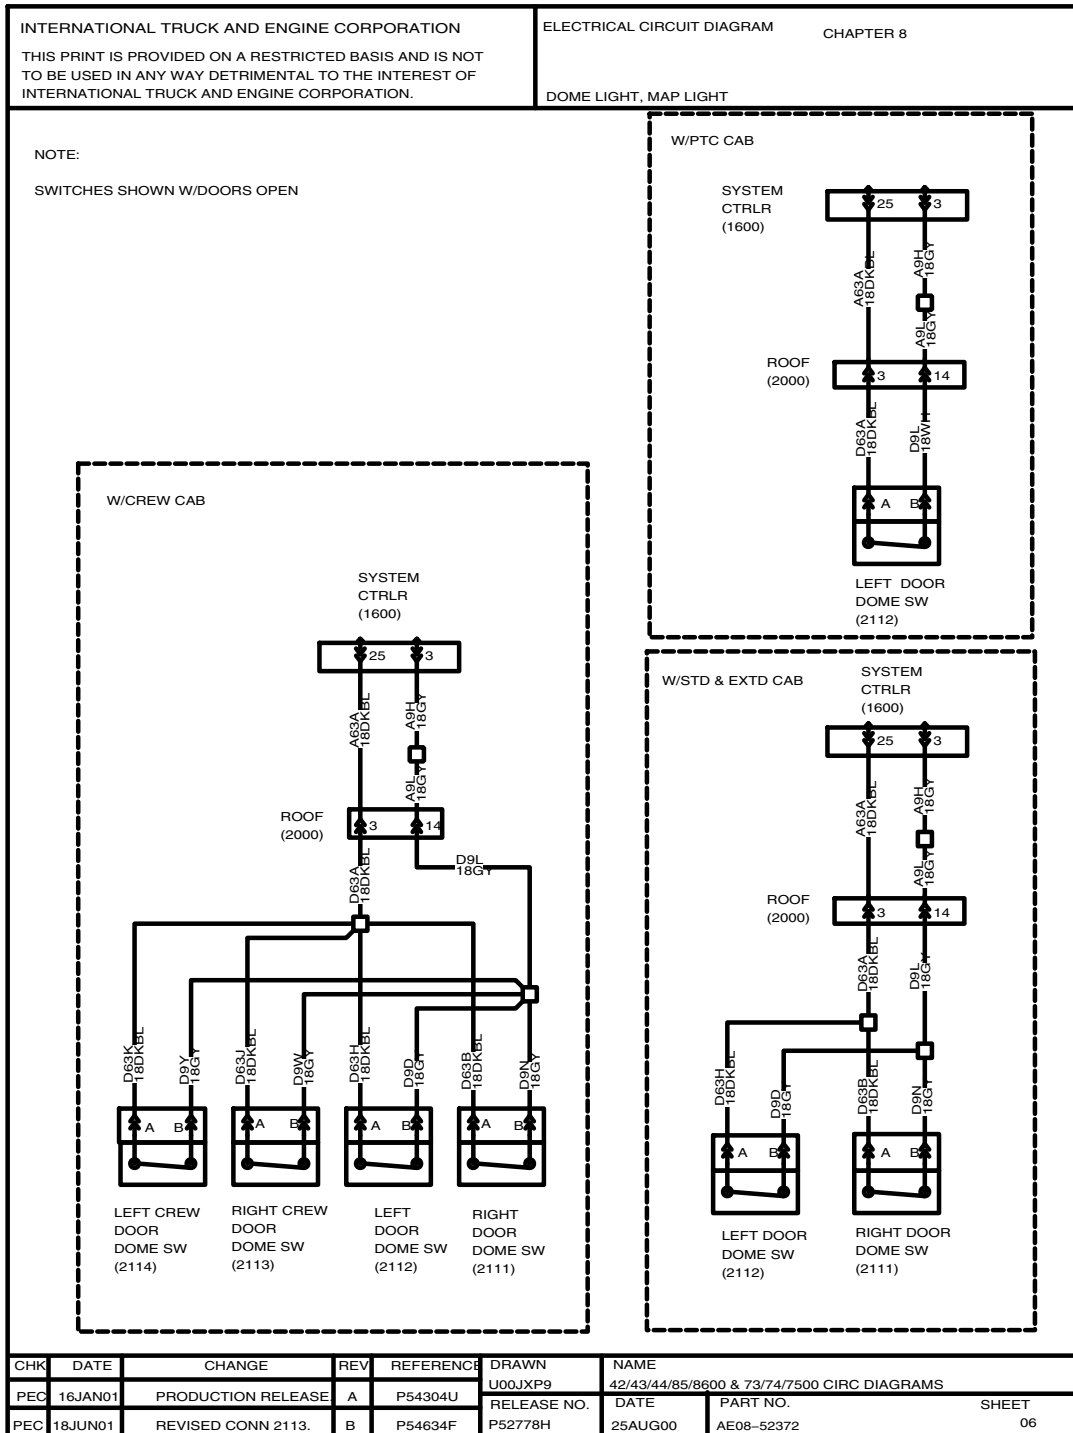 INTERNATIONAL TRUCK AND ENGINE CORPORATION
THIS PRINT IS PROVIDED ON A RESTRICTED BASIS AND IS NOT
TO BE USED IN ANY WAY DETRIMENTAL TO THE INTEREST OF
INTERNATIONAL TRUCK AND ENGINE CORPORATION.
ELECTRICAL CIRCUIT DIAGRAM
CHAPTER 8
DOME LIGHT, MAP LIGHT
NOTE:
SWITCHES SHOWN W/DOORS OPEN
W/PTC CAB
SYSTEM
CTRLR
(1600)
25
3
A63A
18DKBL
A9H
18GY
A9L
18GY
ROOF
(2000)
3
14
D63A
18DKBL
D9L
18WH
A
B
LEFT DOOR
DOME SW
(2112)
W/CREW CAB
SYSTEM
CTRLR
(1600)
25
3
A63A
18DKBL
A9H
18GY
A9L
18GY
ROOF
(2000)
3
14
D63A
18DKBL
D9L
18GY
D63K
18DKBL
D9Y
18GY
D63J
18DKBL
D9W
18GY
D63H
18DKBL
D9D
18GY
D63B
18DKBL
D9N
18GY
A
B
A
B
A
B
A
B
LEFT CREW
DOOR
DOME SW
(2114)
RIGHT CREW
DOOR
DOME SW
(2113)
LEFT
DOOR
DOME SW
(2112)
RIGHT
DOOR
DOME SW
(2111)
W/STD & EXTD CAB
SYSTEM
CTRLR
(1600)
25
3
A63A
18DKBL
A9H
18GY
A9L
18GY
ROOF
(2000)
3
14
D63A
18DKBL
D9L
18GY
D63H
18DKBL
D9D
18GY
D63B
18DKBL
D9N
18GY
A
B
A
B
LEFT DOOR
DOME SW
(2112)
RIGHT DOOR
DOME SW
(2111)
CHK DATE CHANGE REV REFERENCE
PEC 16JAN01 PRODUCTION RELEASE A P54304U
PEC 18JUN01 REVISED CONN 2113. B P54634F
DRAWN
U00JXP9
RELEASE NO.
P52778H
NAME
42/43/44/85/8600 & 73/74/7500 CIRC DIAGRAMS
DATE
25AUG00
PART NO.
AE08–52372
SHEET
06